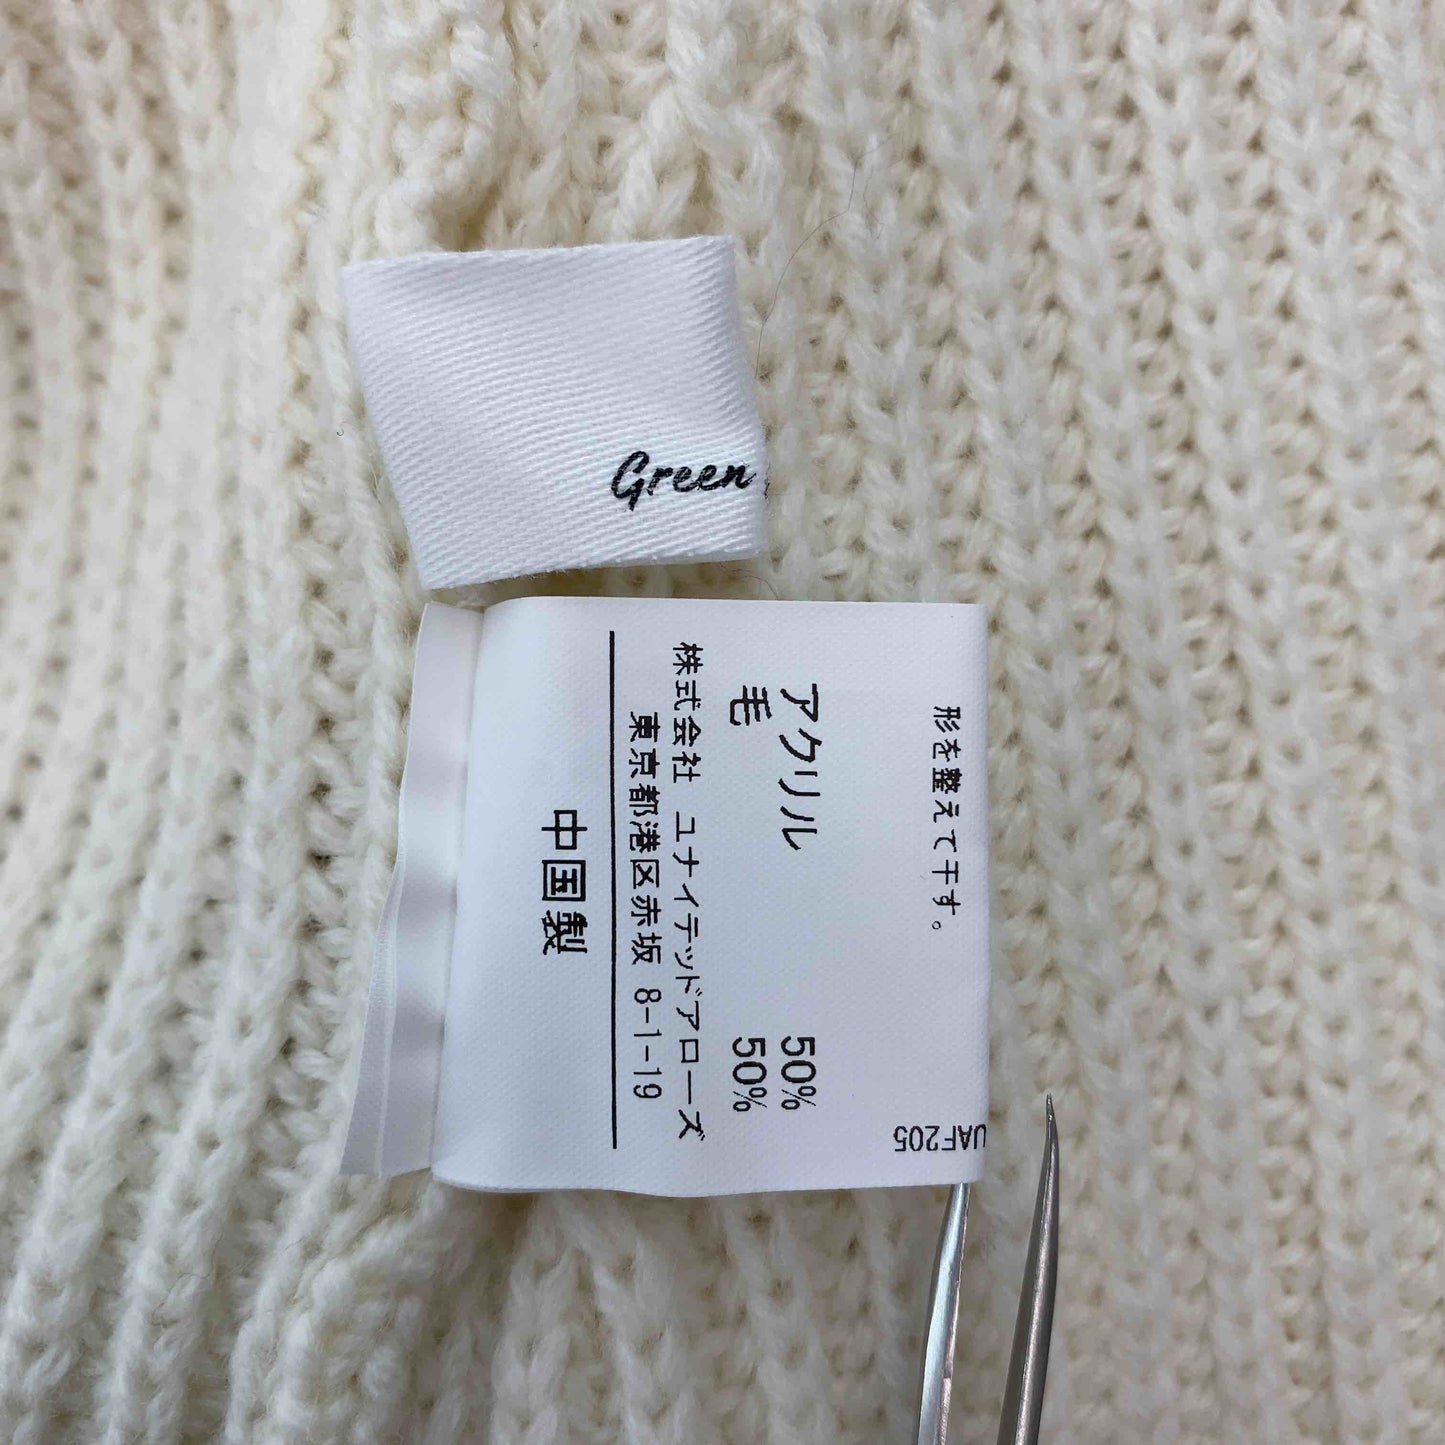 Green
形を整えて干す。
UAF205
アクリル 50%
毛 50%
株式会社 ユナイテッドアローズ
東京都港区赤坂 8-1-19
中国製